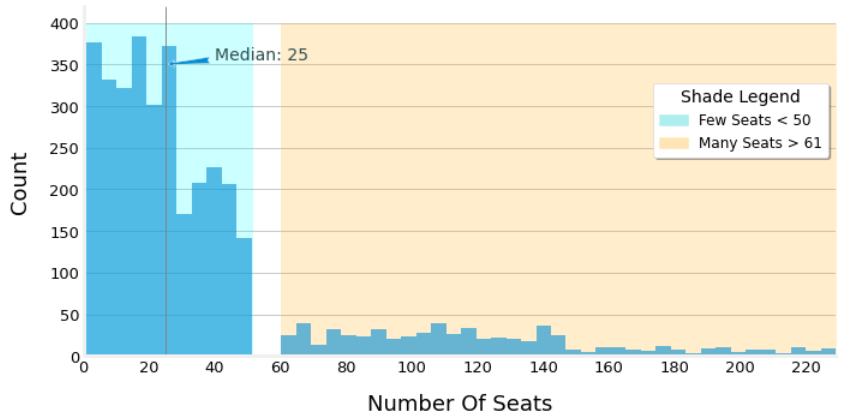 400
350
300
250
200
150
100
50
0
Count
Median: 25
Shade Legend
Few Seats < 50
Many Seats > 61
0 20 40 60 80 100 120 140 160 180 200 220
Number Of Seats